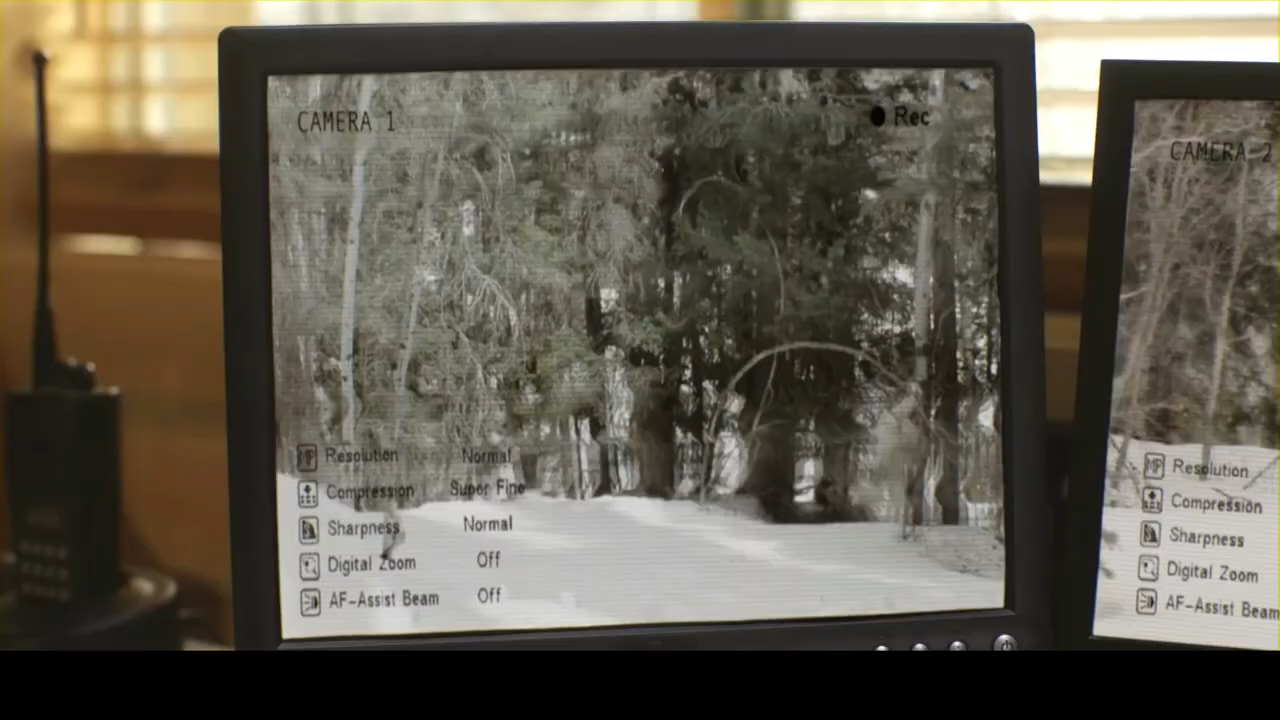 CAMERA 1
Rec
Resolution Normal
Compression Super Fine
Sharpness Normal
Digital Zoom Off
AF-Assist Beam Off
CAMERA 2
MP Resolution
Compression
Sharpness
Digital Zoom
AF-Assist Beam